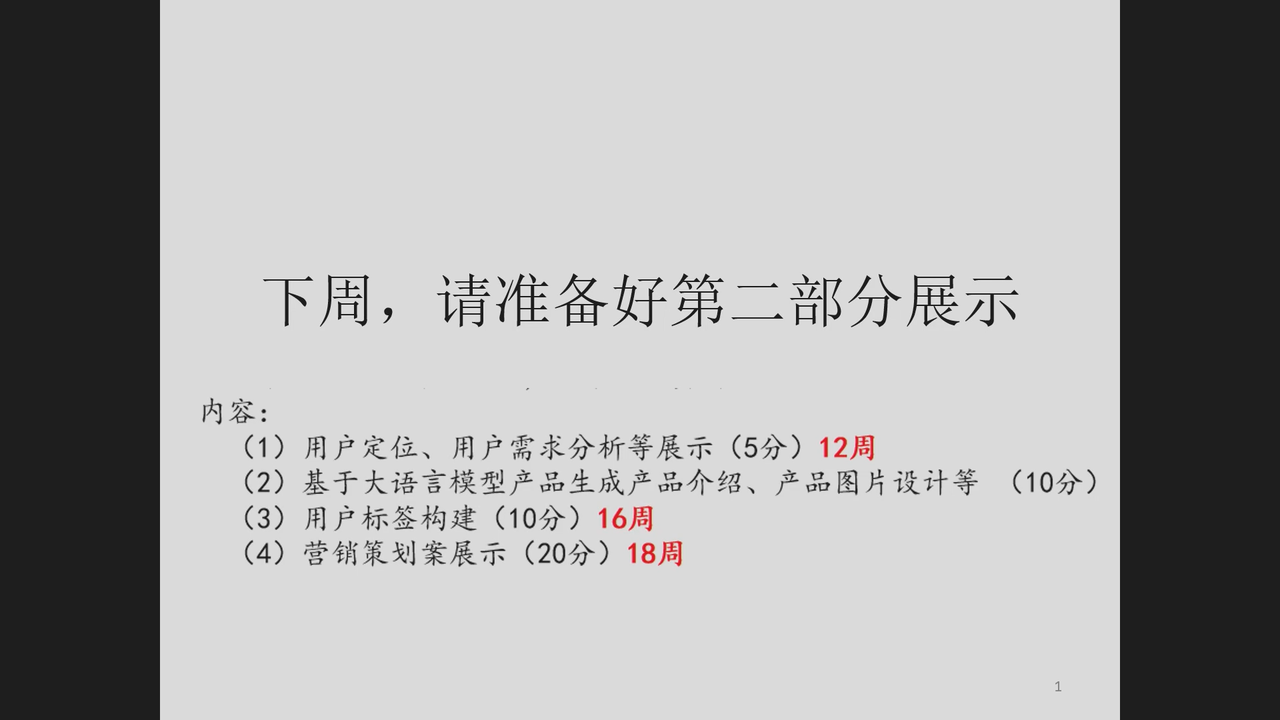 下周，请准备好第二部分展示
内容：
（1）用户定位、用户需求分析等展示（5分）12周
（2）基于大语言模型产品生成产品介绍、产品图片设计等 （10分）
（3）用户标签构建（10分）16周
（4）营销策划案展示（20分）18周
1